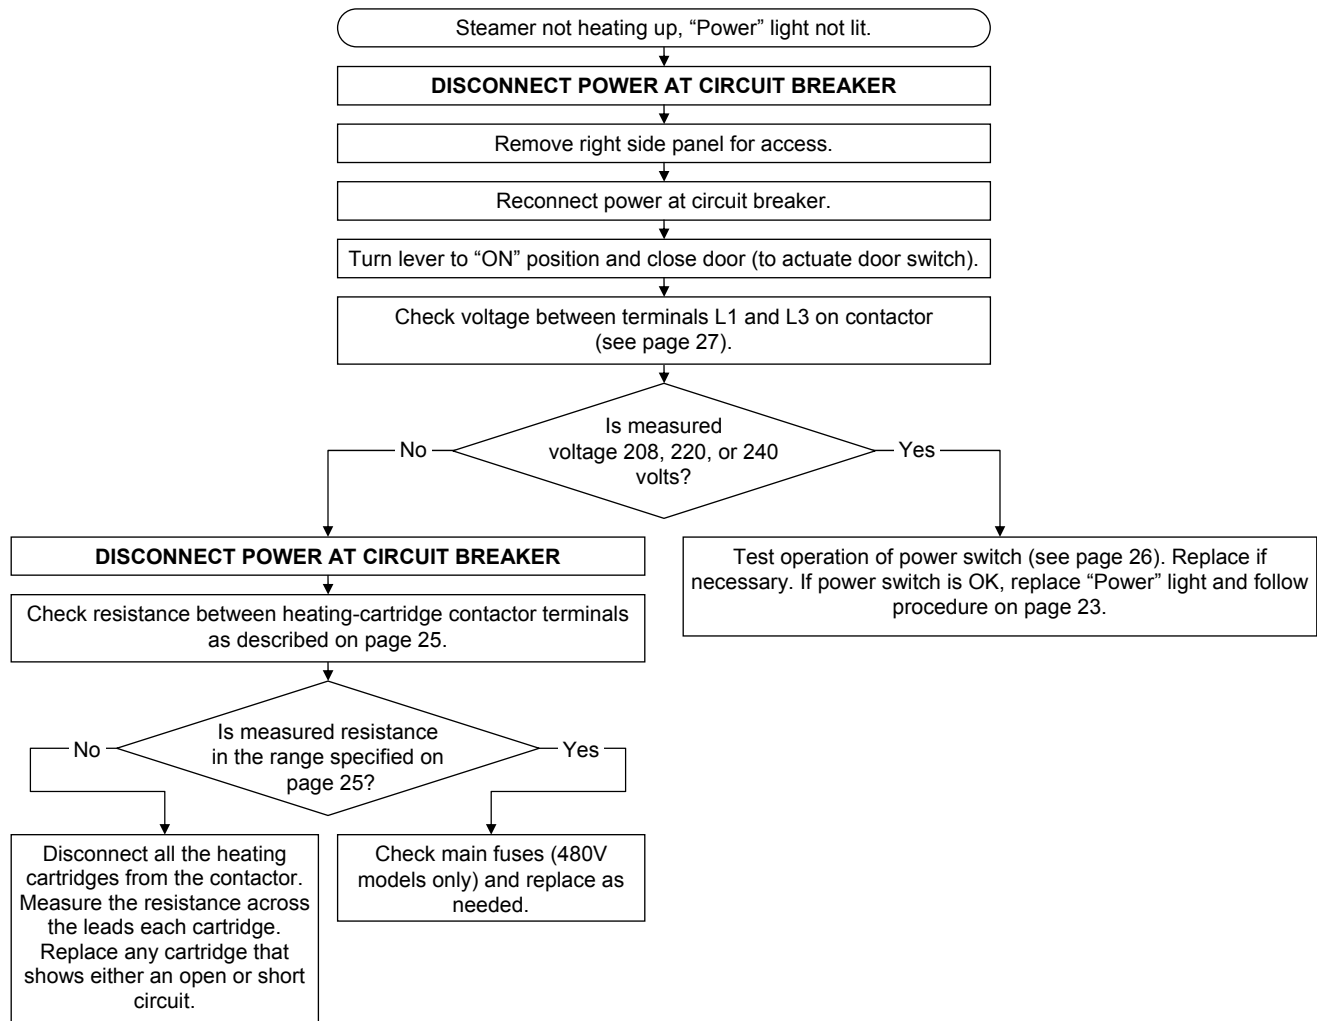 Steamer not heating up, “Power” light not lit.
DISCONNECT POWER AT CIRCUIT BREAKER
Remove right side panel for access.
Reconnect power at circuit breaker.
Turn lever to “ON” position and close door (to actuate door switch).
Check voltage between terminals L1 and L3 on contactor
(see page 27).
Is measured
voltage 208, 220, or 240
volts?
No
Yes
DISCONNECT POWER AT CIRCUIT BREAKER
Check resistance between heating-cartridge contactor terminals
as described on page 25.
Test operation of power switch (see page 26). Replace if
necessary. If power switch is OK, replace “Power” light and follow
procedure on page 23.
Is measured resistance
in the range specified on
page 25?
No
Yes
Disconnect all the heating
cartridges from the contactor.
Measure the resistance across
the leads each cartridge.
Replace any cartridge that
shows either an open or short
circuit.
Check main fuses (480V
models only) and replace as
needed.